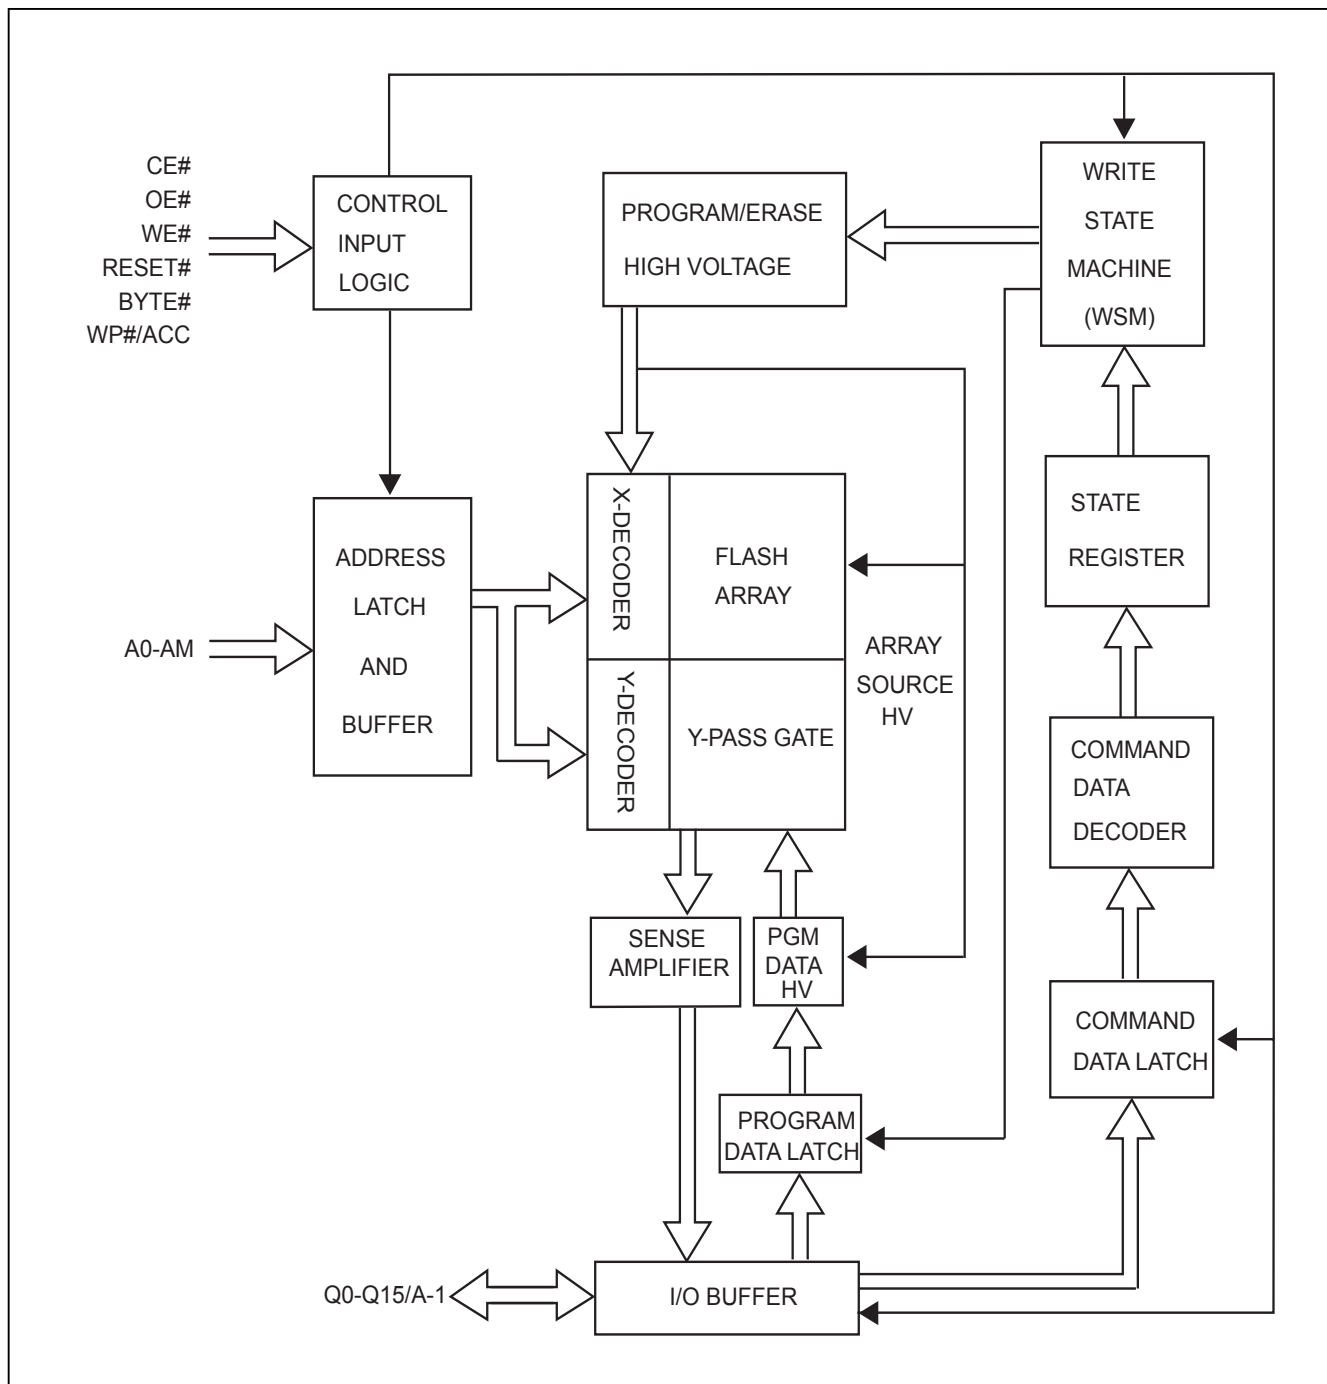 CE#
OE#
WE#
RESET#
BYTE#
WP#/ACC
CONTROL
INPUT
LOGIC
PROGRAM/ERASE
HIGH VOLTAGE
WRITE
STATE
MACHINE
(WSM)
A0-AM
ADDRESS
LATCH
AND
BUFFER
X-DECODER
FLASH
ARRAY
Y-DECODER
Y-PASS GATE
ARRAY
SOURCE
HV
STATE
REGISTER
COMMAND
DATA
DECODER
SENSE
AMPLIFIER
PGM
DATA
HV
COMMAND
DATA LATCH
PROGRAM
DATA LATCH
Q0-Q15/A-1
I/O BUFFER